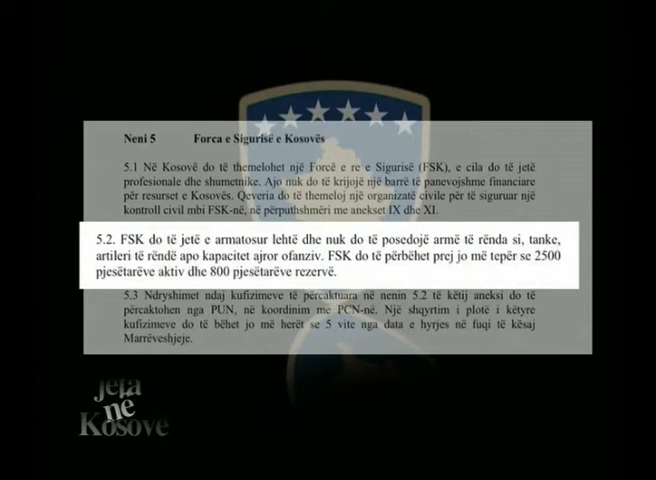 Neni 5 Forca e Sigurisë e Kosovës
5.1 Në Kosovë do të themelohet një Forcë e re e Sigurisë (FSK), e cila do të jetë
profesionale dhe shumetnike. Ajo nuk do të krijojë një barrë të panevojshme financiare
për resurset e Kosovës. Qeveria do të themeloj një organizatë civile për të siguruar një
kontroll civil mbi FSK-në, në përputhshmëri me anekset IX dhe XI.
5.2. FSK do të jetë e armatosur lehtë dhe nuk do të posedojë armë të rënda si, tanke,
artileri të rëndë apo kapacitet ajror ofanziv. FSK do të përbëhet prej jo më tepër se 2500
pjesëtarëve aktiv dhe 800 pjesëtarëve rezervë.
5.3 Ndryshimet ndaj kufizimeve të përcaktuara në nenin 5.2 të këtij aneksi do të
përcaktohen nga PUN, në koordinim me PCN-në. Një shqyrtim i plotë i këtyre
kufizimeve do të bëhet jo më herët se 5 vite nga data e hyrjes në fuqi të kësaj
Marrëveshjeje.
jeta
në
Kosovë